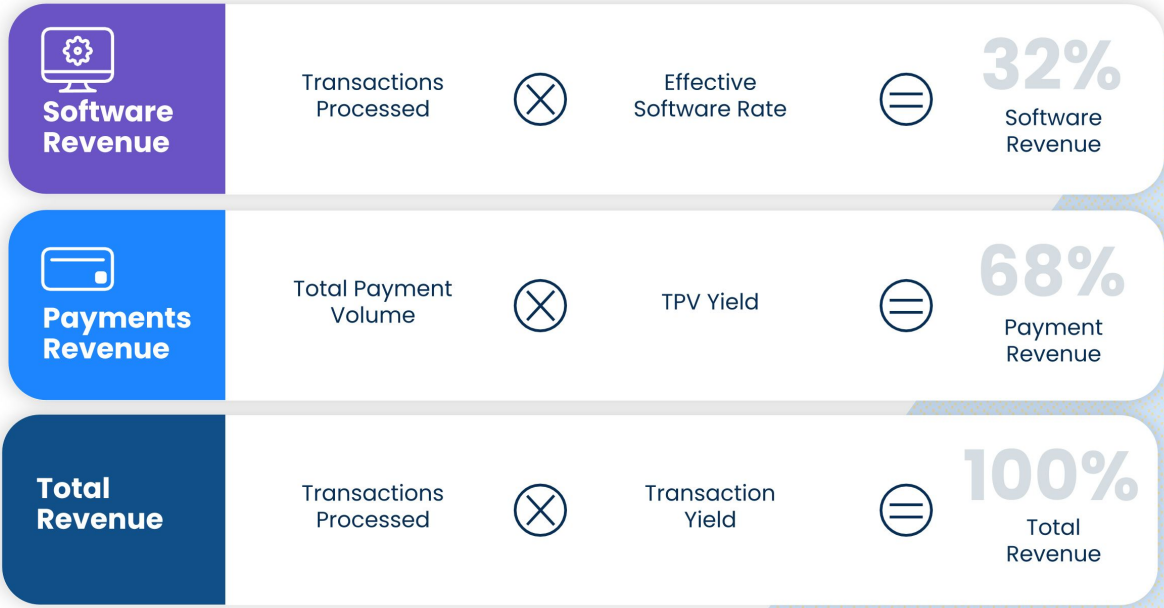 Software
Revenue
Transactions
Processed
Effective
Software Rate
32%
Software
Revenue
Payments
Revenue
Total Payment
Volume
TPV Yield
68%
Payment
Revenue
Total
Revenue
Transactions
Processed
Transaction
Yield
100%
Total
Revenue